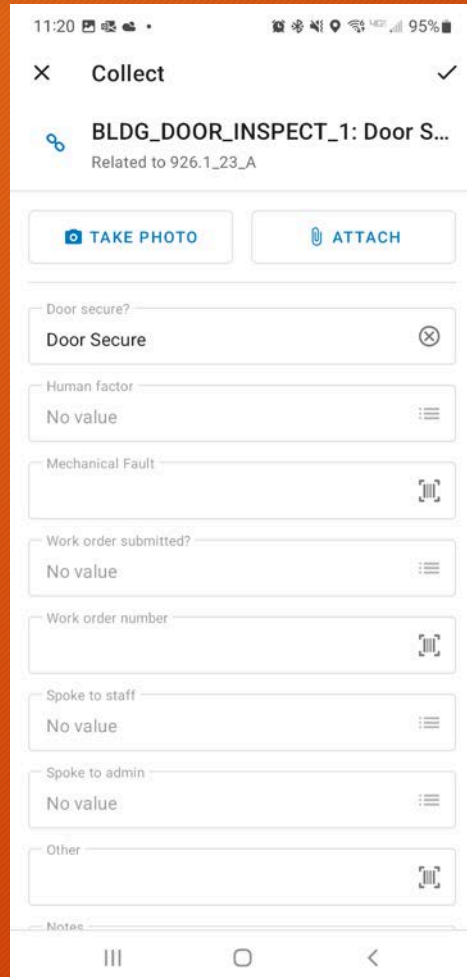 11:20
95%
Collect
BLDG_DOOR_INSPECT_1: Door S...
Related to 926.1_23_A
TAKE PHOTO
ATTACH
Door secure?
Door Secure
Human factor
No value
Mechanical Fault
Work order submitted?
No value
Work order number
Spoke to staff
No value
Spoke to admin
No value
Other
Notes